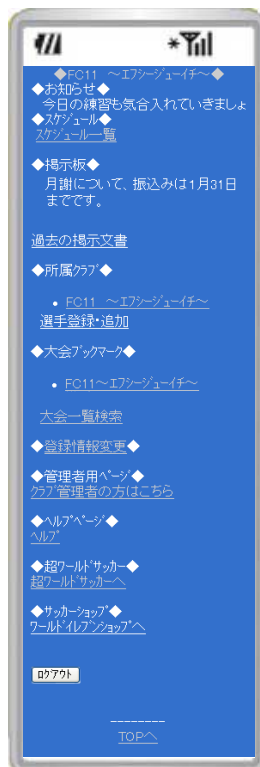 ◆FC11 ～ｴﾌｼｰｼﾞｭｰｲﾁ～◆
◆お知らせ◆
今日の練習も気合入れていきましょ
◆ｽｹｼﾞｭｰﾙ◆
ｽｹｼﾞｭｰﾙ一覧
◆掲示板◆
月謝について、振込みは1月31日
までです。
過去の掲示文書
◆所属ｸﾗﾌﾞ◆
• FC11 ～ｴﾌｼｰｼﾞｭｰｲﾁ～
選手登録・追加
◆大会ﾌﾞｯｸﾏｰｸ◆
• FC11～ｴﾌｼｰｼﾞｭｰｲﾁ～
大会一覧検索
◆登録情報変更◆
◆管理者用ﾍﾟｰｼﾞ◆
ｸﾗﾌﾞ管理者の方はこちら
◆ﾍﾙﾌﾟﾍﾟｰｼﾞ◆
ﾍﾙﾌﾟ
◆超ﾜｰﾙﾄﾞｻｯｶｰ◆
超ﾜｰﾙﾄﾞｻｯｶｰへ
◆ｻｯｶｰｼｮｯﾌﾟ◆
ﾜｰﾙﾄﾞｲﾚﾌﾞﾝｼｮｯﾌﾟへ
ﾛｸﾞｱｳﾄ
--------
TOPへ